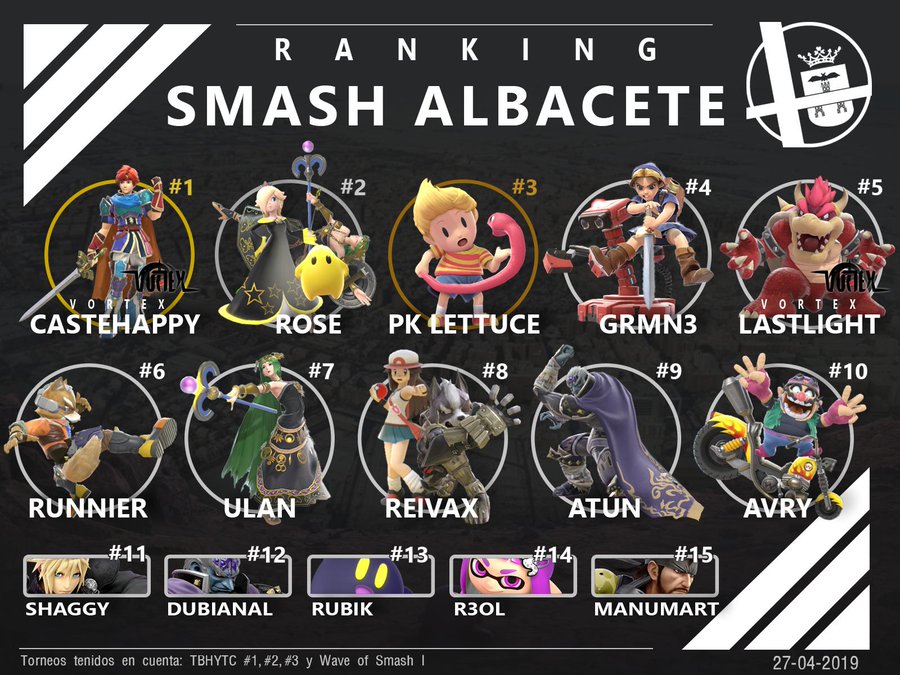 RANKING
SMASH ALBACETE
#1
#2
#3
#4
#5
VORTEX
VORTEX
VORTEX
VORTEX
CASTEHAPPY
ROSE
PK LETTUCE
GRMN3
LASTLIGHT
#6
#7
#8
#9
#10
RUNNIER
ULAN
REIVAX
ATÚN
AVRY
#11
#12
#13
#14
#15
SHAGGY
DUBIANAL
RUBIK
R3OL
MANUMART
Torneos tenidos en cuenta: TBHYTC #1, #2, #3 y Wave of Smash I
27-04-2019